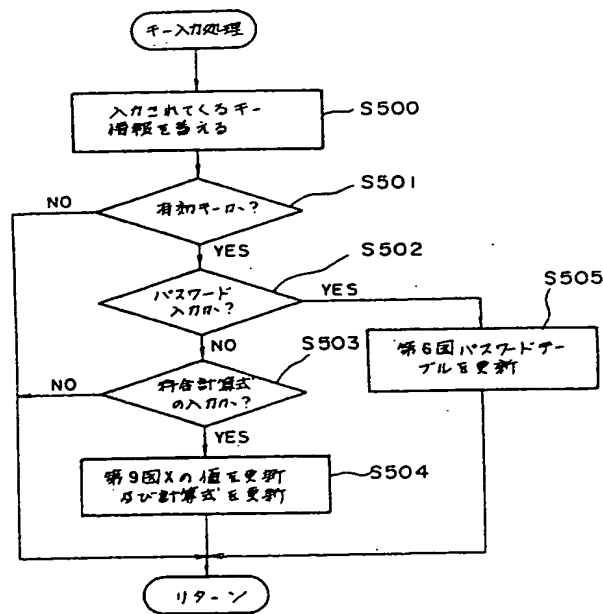 キー入力処理
入力されてくるキー
情報を蓄える
S500
有効キーか?
S501
NO
YES
パスワード
入力か?
S502
YES
NO
S505
第6図パスワードテー
ブルを更新
料金計算式
の入力か?
S503
NO
YES
第9図Xの値を更新
及び計算式を更新
S504
リターン